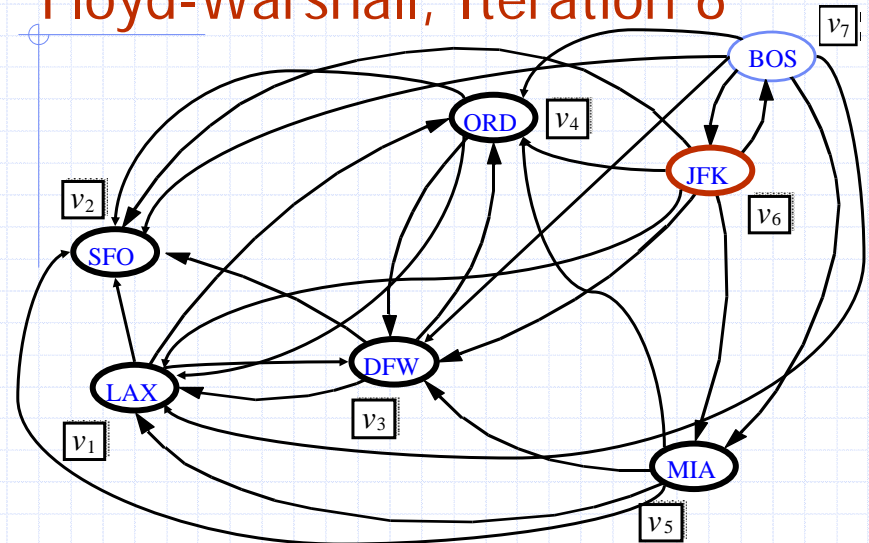 Floyd-Warshall, Iteration 6
v7
BOS
ORD
v4
JFK
v2
v6
SFO
DFW
LAX
v3
v1
MIA
v5